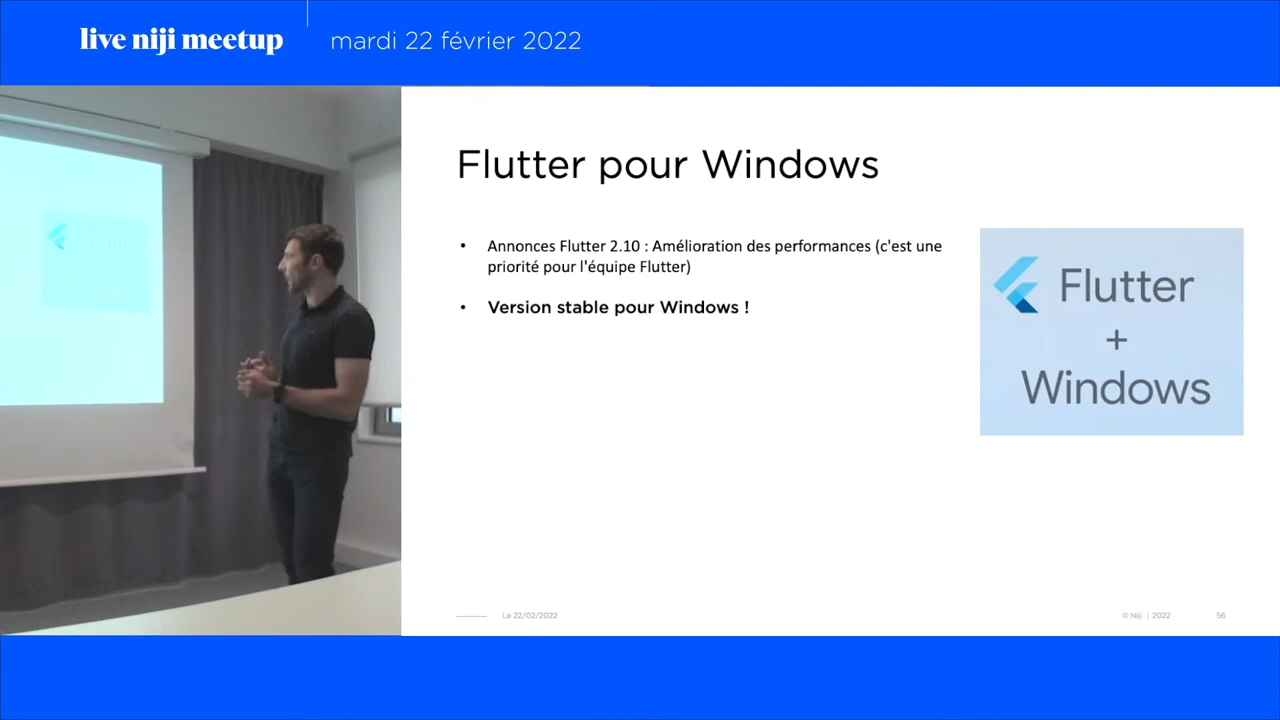 live niji meetup
mardi 22 février 2022
Flutter pour Windows
• Annonces Flutter 2.10 : Amélioration des performances (c'est une
priorité pour l'équipe Flutter)
• Version stable pour Windows !
Flutter
+
Windows
Le 22/02/2022
© Niji | 2022
56